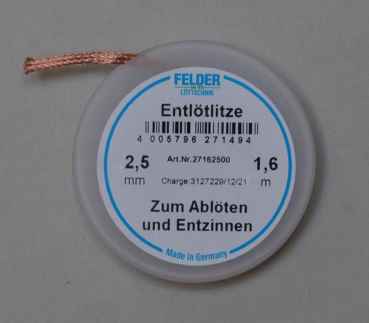 FELDER
LÖTTECHNIK
Entlötlitze
4 005796 271494
2,5 mm
Art.Nr.27162500
1,6 m
Charge:3127229/12/21
Zum Ablöten
und Entzinnen
Made in Germany